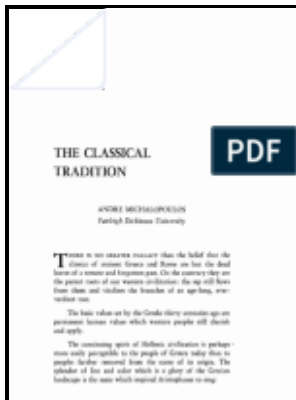 PDF
THE CLASSICAL
TRADITION
ANDRE MICHALOPOULOS
Fairleigh Dickinson University
THERE IS NO GREATER FALLACY than the belief that the
classics of ancient Greece and Rome are but the dead
leaves of a remote and forgotten past. On the contrary they are
the parent roots of our western civilization: the sap still flows
from them and vitalizes the branches of an age-long, ever-
verdant tree.
The basic values set by the Greeks thirty centuries ago are
permanent human values which western peoples still cherish
and apply.
The continuing spirit of Hellenic civilization is perhaps
more easily perceptible to the people of Greece today than to
peoples farther removed from the scene of its origin. The
splendor of line and color which is a glory of the Grecian
landscape is the same which inspired Aristophanes to sing: